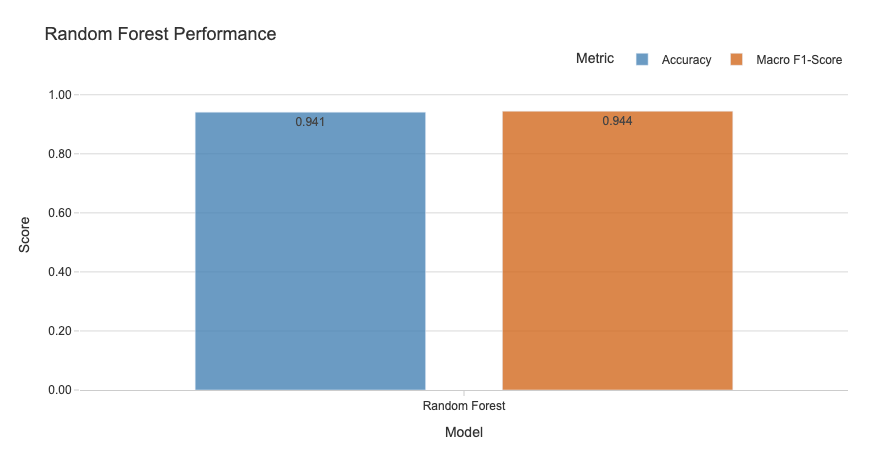 Random Forest Performance
Metric Accuracy Macro F1-Score
1.00
0.941 0.944
0.80
0.60
Score
0.40
0.20
0.00
Random Forest
Model